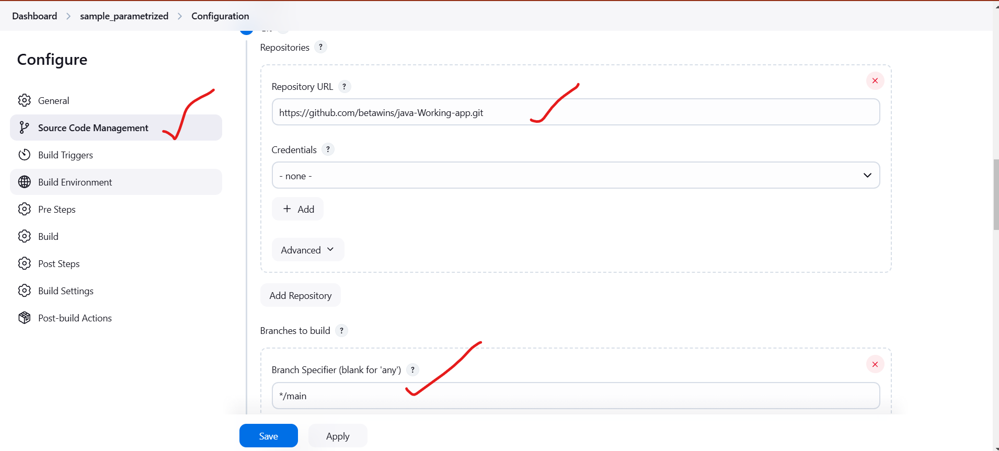 Dashboard > sample_parametrized > Configuration
Configure
General
Source Code Management
Build Triggers
Build Environment
Pre Steps
Build
Post Steps
Build Settings
Post-build Actions
Repositories ?
Repository URL ?
https://github.com/betawins/java-Working-app.git
Credentials ?
- none -
+ Add
Advanced
Add Repository
Branches to build ?
Branch Specifier (blank for 'any') ?
*/main
Save
Apply